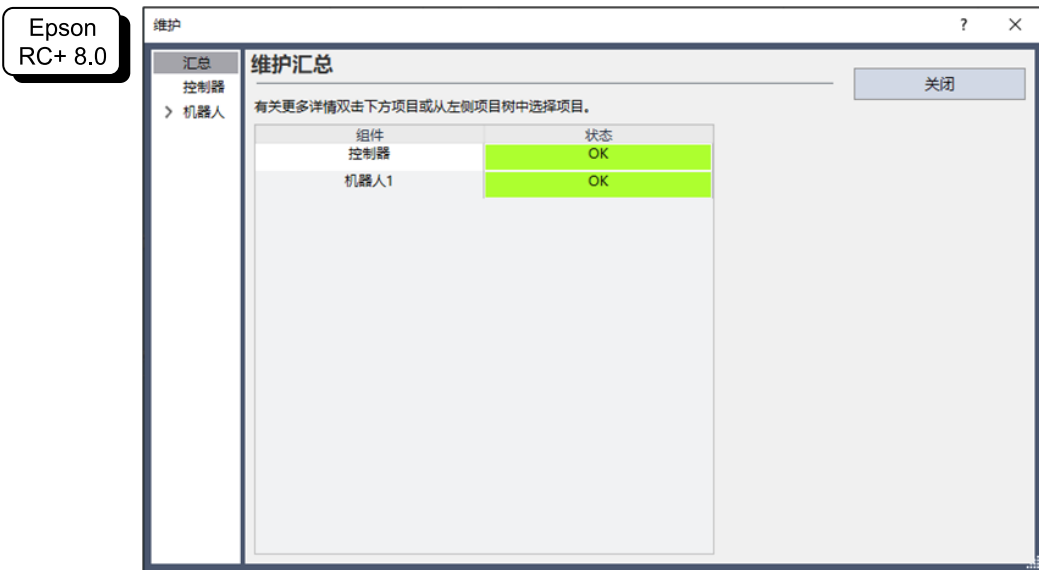 Epson
RC+ 8.0
维护
?
汇总
控制器
机器人
维护汇总
关闭
有关更多详情双击下方项目或从左侧项目树中选择项目。
组件 状态
控制器 OK
机器人1 OK